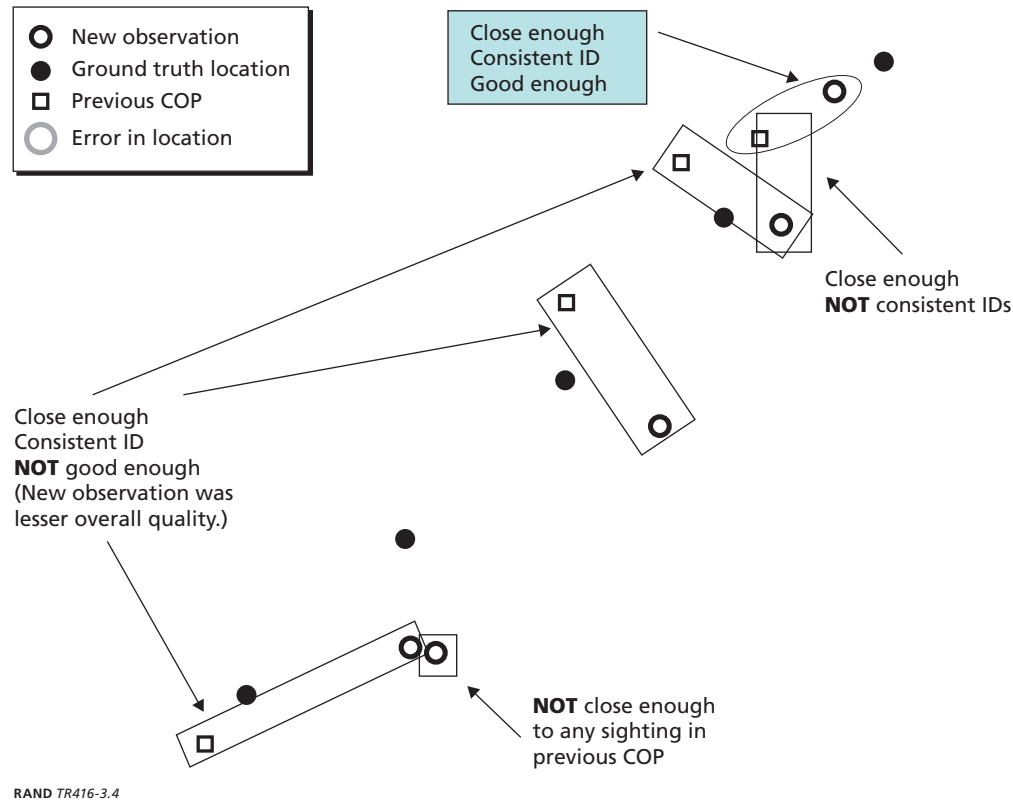 New observation
Ground truth location
Previous COP
Error in location
Close enough
Consistent ID
Good enough
Close enough
NOT consistent IDs
Close enough
Consistent ID
NOT good enough
(New observation was
lesser overall quality.)
NOT close enough
to any sighting in
previous COP
RAND TR416-3.4